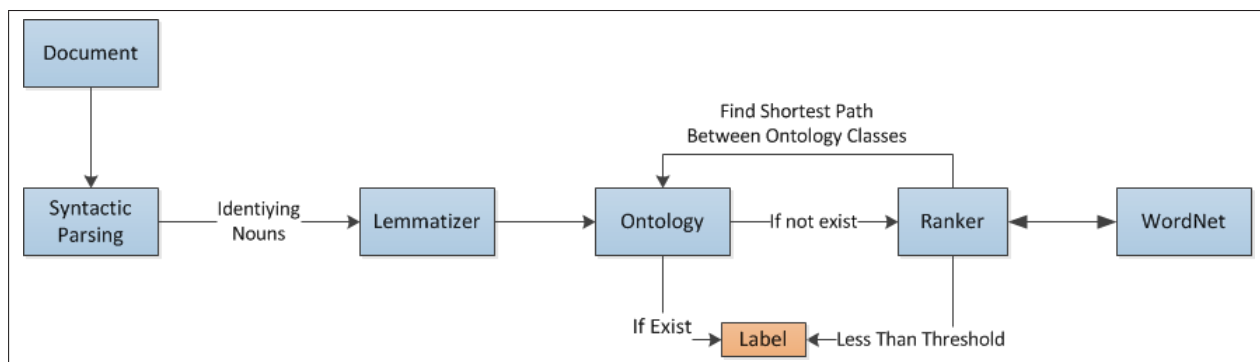 Document
Find Shortest Path
Between Ontology Classes
Syntactic
Parsing
Identiying
Nouns
Lemmatizer
Ontology
If not exist
Ranker
WordNet
If Exist
Label
Less Than Threshold